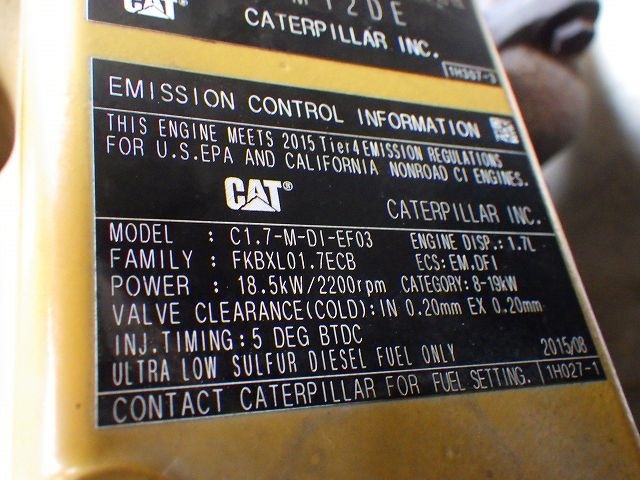 CAT
M12DE
CATERPILLAR INC.
1H307-3
EMISSION CONTROL INFORMATION
THIS ENGINE MEETS 2015 Tier4 EMISSION REGULATIONS
FOR U.S.EPA AND CALIFORNIA NONROAD CI ENGINES.
CAT®
CATERPILLAR INC.
MODEL : C1.7-M-DI-EF03 ENGINE DISP.: 1.7L
FAMILY : FKBXL01.7ECB ECS: EM,DFI
POWER : 18.5kW/2200rpm CATEGORY: 8-19kW
VALVE CLEARANCE(COLD): IN 0.20mm EX 0.20mm
INJ.TIMING: 5 DEG BTDC
ULTRA LOW SULFUR DIESEL FUEL ONLY 2015/08
CONTACT CATERPILLAR FOR FUEL SETTING. 1H027-1